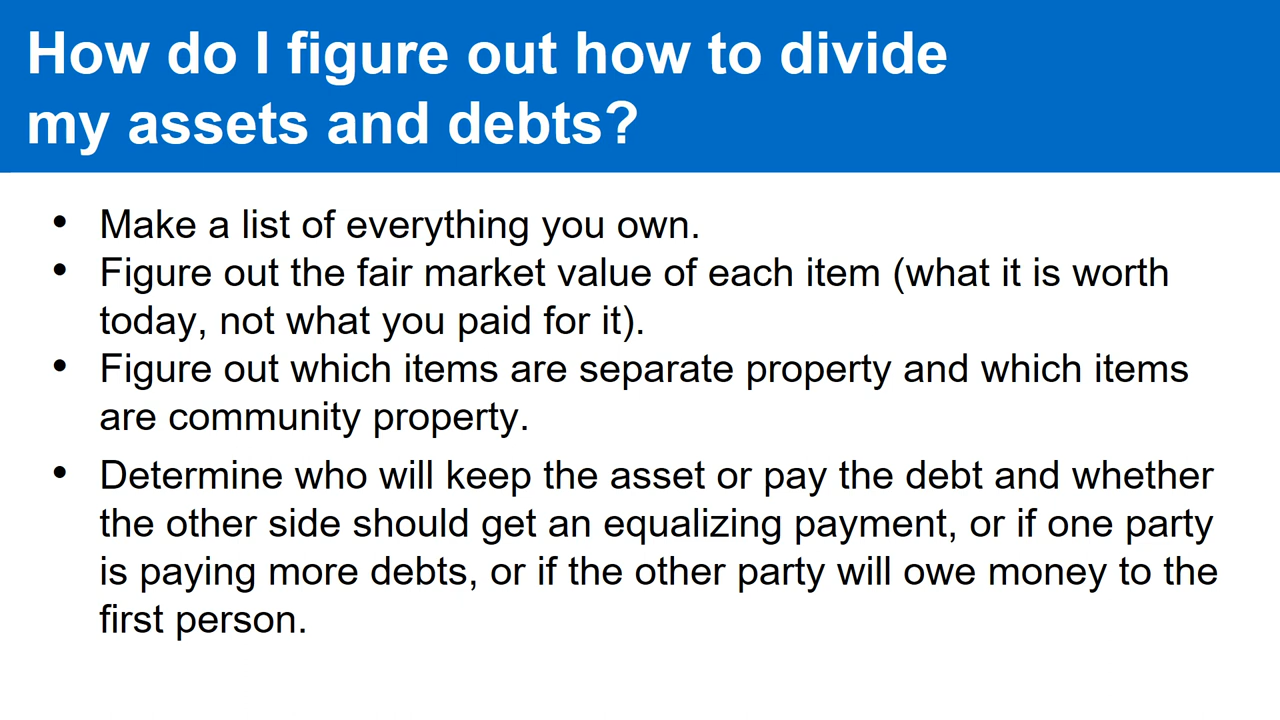 How do I figure out how to divide
my assets and debts?
• Make a list of everything you own.
• Figure out the fair market value of each item (what it is worth
today, not what you paid for it).
• Figure out which items are separate property and which items
are community property.
• Determine who will keep the asset or pay the debt and whether
the other side should get an equalizing payment, or if one party
is paying more debts, or if the other party will owe money to the
first person.